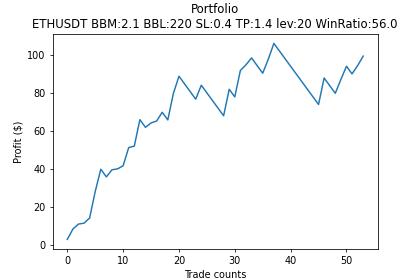 Portfolio
ETHUSDT BBM:2.1 BBL:220 SL:0.4 TP:1.4 lev:20 WinRatio:56.0
100
80
60
40
20
0
Profit ($)
0 10 20 30 40 50
Trade counts